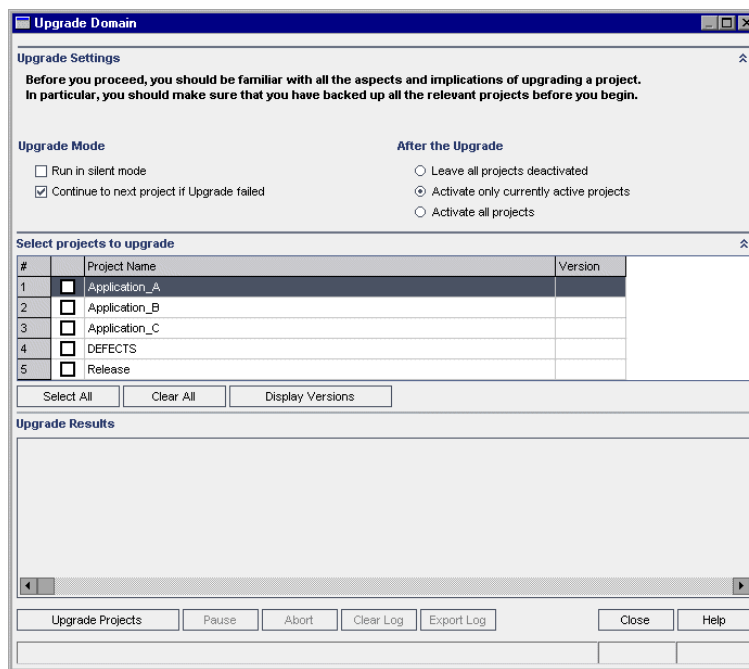 Upgrade Domain
Upgrade Settings
Before you proceed, you should be familiar with all the aspects and implications of upgrading a project.
In particular, you should make sure that you have backed up all the relevant projects before you begin.
Upgrade Mode
Run in silent mode
Continue to next project if Upgrade failed
After the Upgrade
Leave all projects deactivated
Activate only currently active projects
Activate all projects
Select projects to upgrade
# Project Name Version
1 Application_A
2 Application_B
3 Application_C
4 DEFECTS
5 Release
Select All Clear All Display Versions
Upgrade Results
Upgrade Projects Pause Abort Clear Log Export Log Close Help